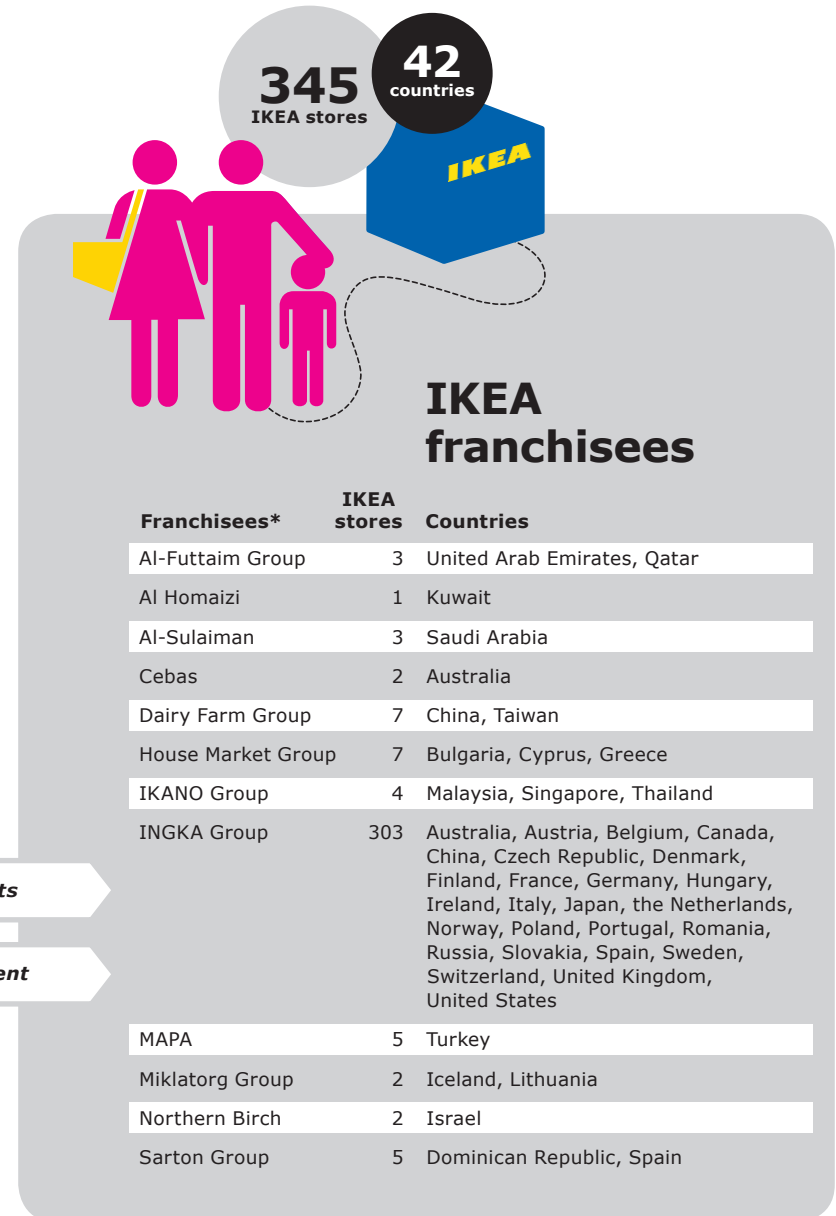 345
IKEA stores
42
countries
IKEA
IKEA
franchisees
Franchisees* IKEA stores Countries
Al-Futtaim Group 3 United Arab Emirates, Qatar
Al Homaizi 1 Kuwait
Al-Sulaiman 3 Saudi Arabia
Cebas 2 Australia
Dairy Farm Group 7 China, Taiwan
House Market Group 7 Bulgaria, Cyprus, Greece
IKANO Group 4 Malaysia, Singapore, Thailand
INGKA Group 303 Australia, Austria, Belgium, Canada,
China, Czech Republic, Denmark,
Finland, France, Germany, Hungary,
Ireland, Italy, Japan, the Netherlands,
Norway, Poland, Portugal, Romania,
Russia, Slovakia, Spain, Sweden,
Switzerland, United Kingdom,
United States
MAPA 5 Turkey
Miklatorg Group 2 Iceland, Lithuania
Northern Birch 2 Israel
Sarton Group 5 Dominican Republic, Spain
ts
ent